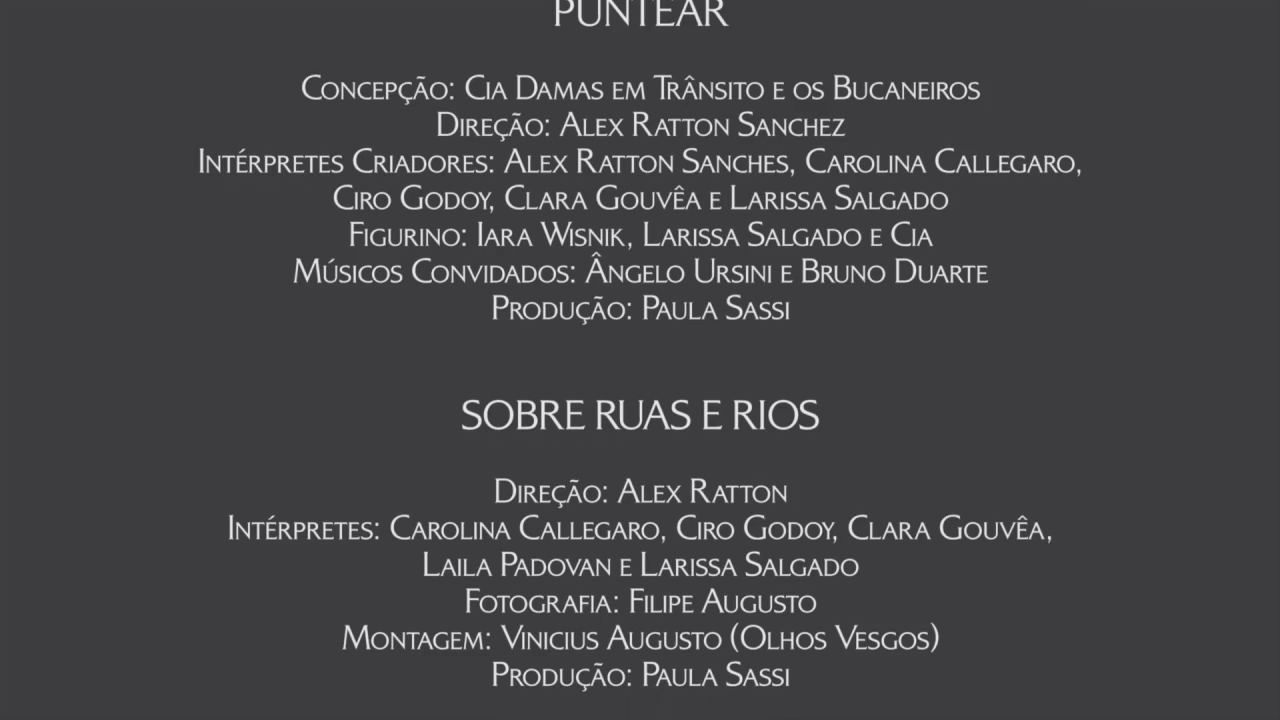 PUNTEAR
Concepção: Cia Damas em Trânsito e os Bucaneiros
Direção: Alex Ratton Sanchez
Intérpretes Criadores: Alex Ratton Sanches, Carolina Callegaro,
Ciro Godoy, Clara Gouvêa e Larissa Salgado
Figurino: Iara Wisnik, Larissa Salgado e Cia
Músicos Convidados: Ângelo Ursini e Bruno Duarte
Produção: Paula Sassi
SOBRE RUAS E RIOS
Direção: Alex Ratton
Intérpretes: Carolina Callegaro, Ciro Godoy, Clara Gouvêa,
Laila Padovan e Larissa Salgado
Fotografia: Filipe Augusto
Montagem: Vinicius Augusto (Olhos Vesgos)
Produção: Paula Sassi